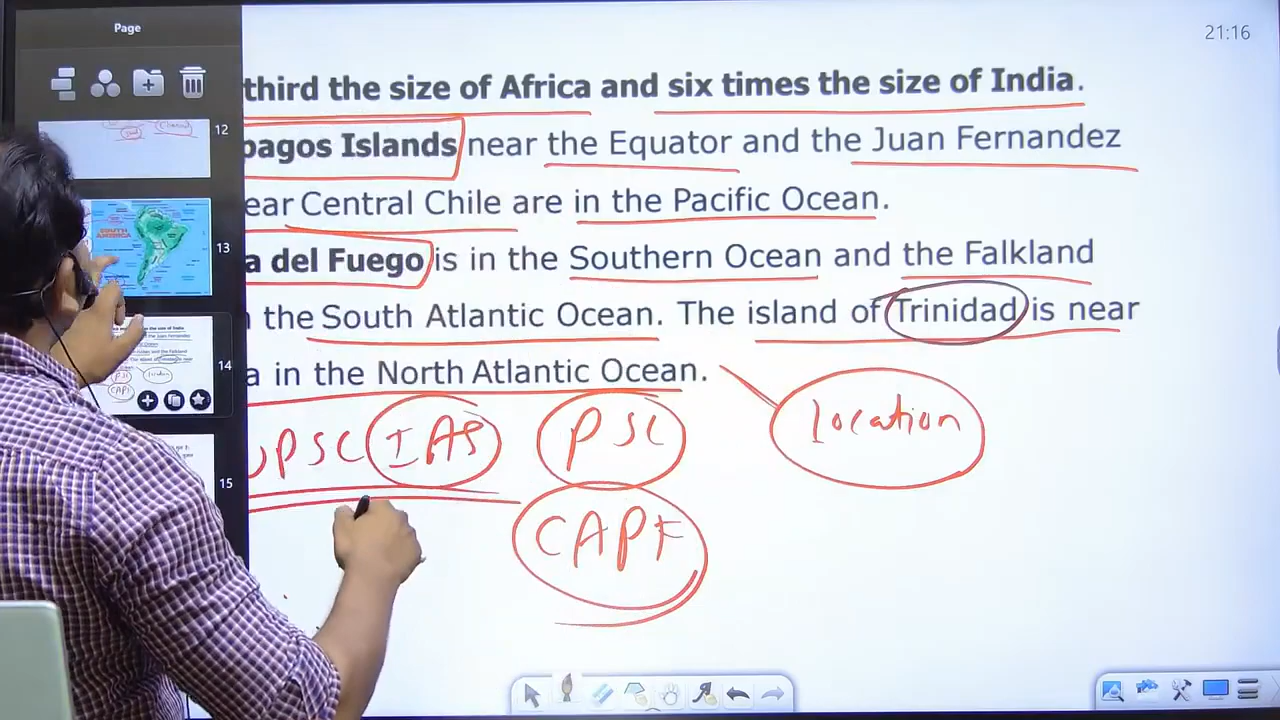 Page
21:16
third the size of Africa and six times the size of India.
12
pagos Islands near the Equator and the Juan Fernandez
ear Central Chile are in the Pacific Ocean.
SOUTH AMERICA
13
a del Fuego is in the Southern Ocean and the Falkland
the South Atlantic Ocean. The island of Trinidad is near
14
a in the North Atlantic Ocean.
UPSC IAS PSC location
CAPF
15